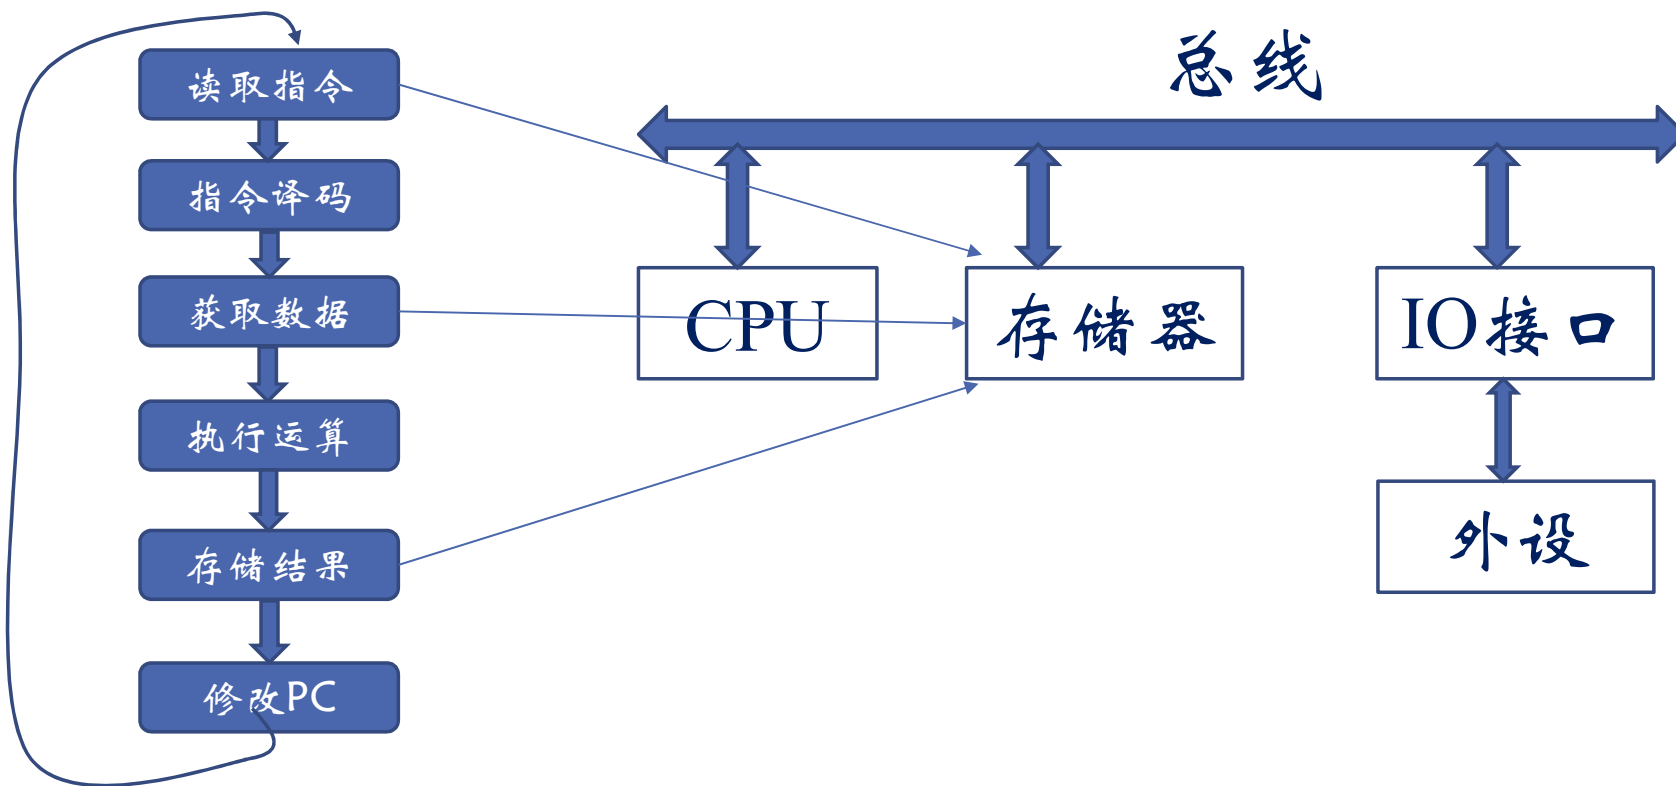 读取指令
指令译码
获取数据
执行运算
存储结果
修改PC
总线
CPU
存储器
IO接口
外设